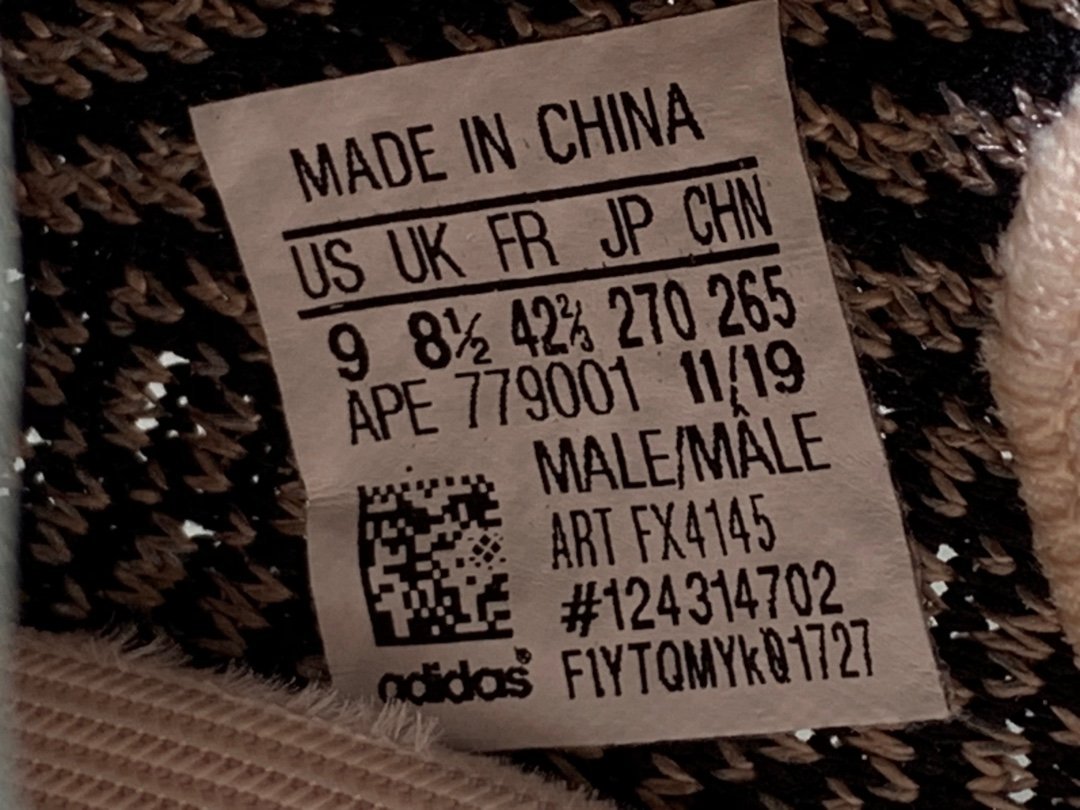 MADE IN CHINA
US UK FR JP CHN
9 8½ 42⅔ 270 265
APE 779001 11/19
MALE/MÂLE
ART FX4145
#124314702
adidas® F1YTQMYkQ1727